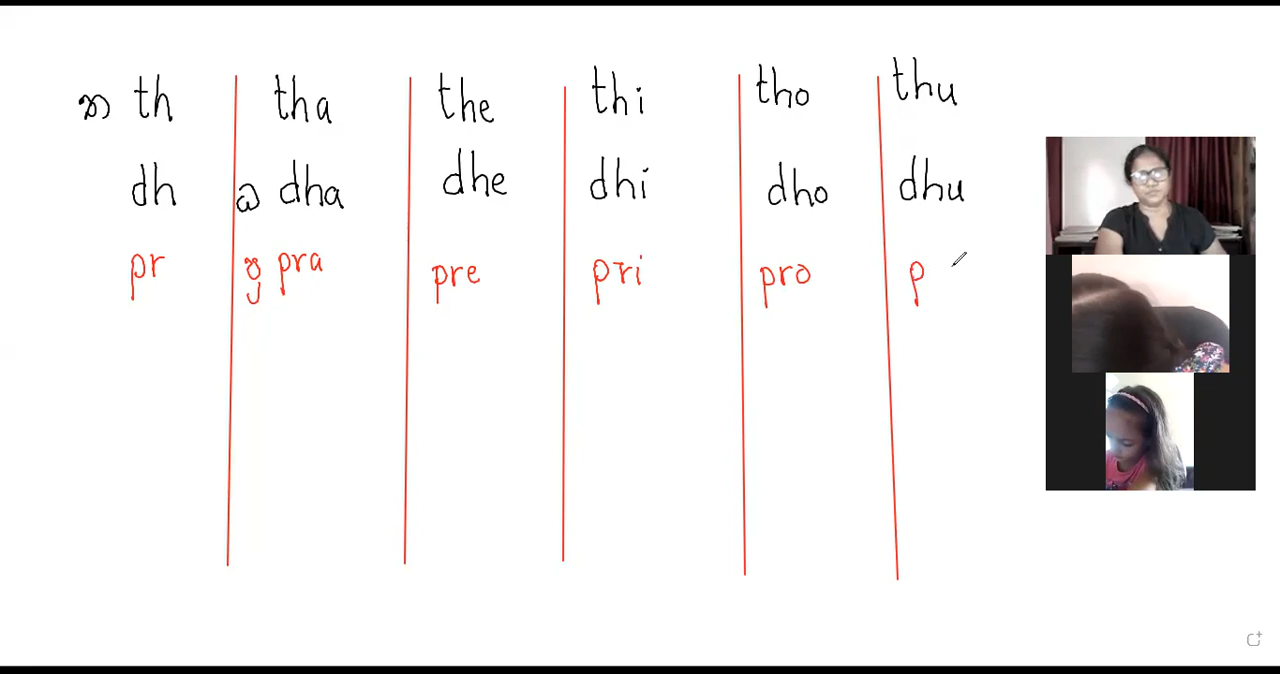 ත th tha the thi tho thu
dh ද dha dhe dhi dho dhu
pr ප්‍ර pra pre pri pro p